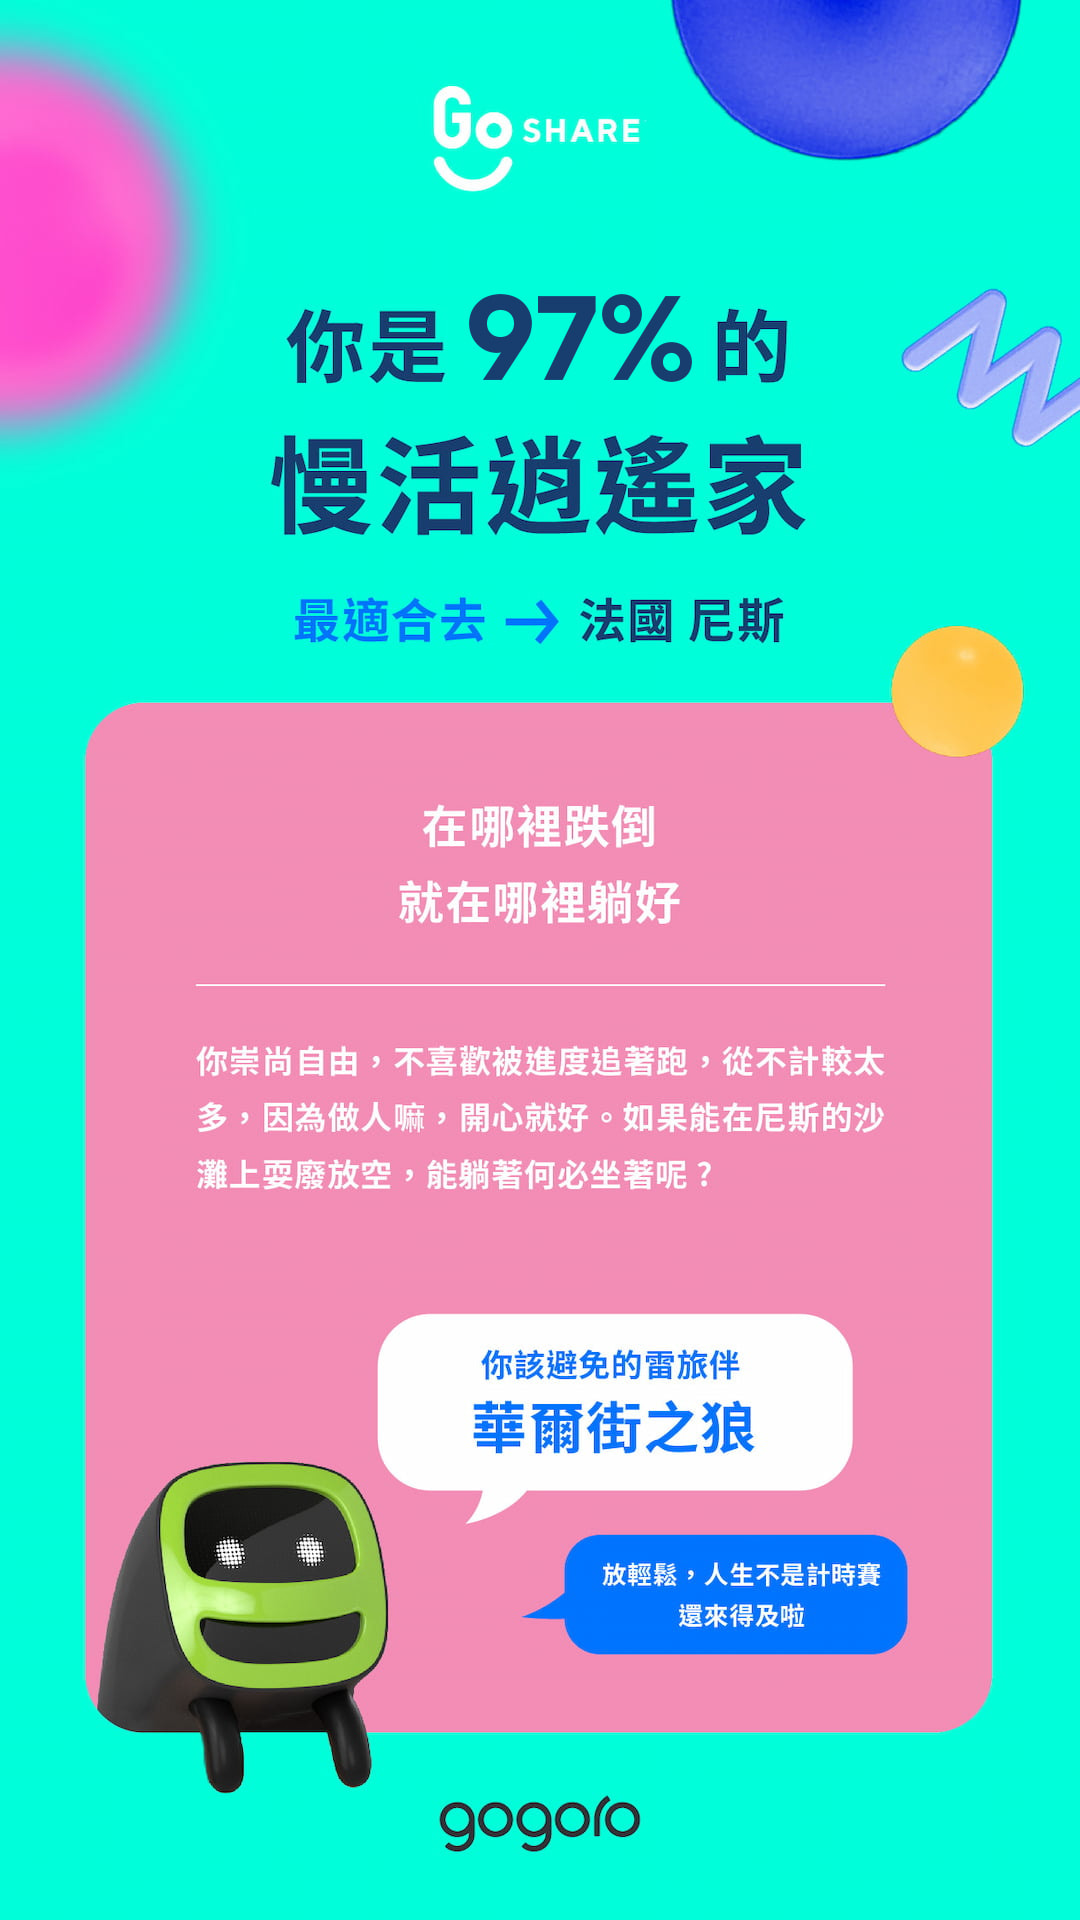 Go SHARE
你是 97% 的
慢活逍遙家
最適合去 → 法國 尼斯
在哪裡跌倒
就在哪裡躺好
你崇尚自由，不喜歡被進度追著跑，從不計較太
多，因為做人嘛，開心就好。如果能在尼斯的沙
灘上耍廢放空，能躺著何必坐著呢？
你該避免的雷旅伴
華爾街之狼
放輕鬆，人生不是計時賽
還來得及啦
gogoro